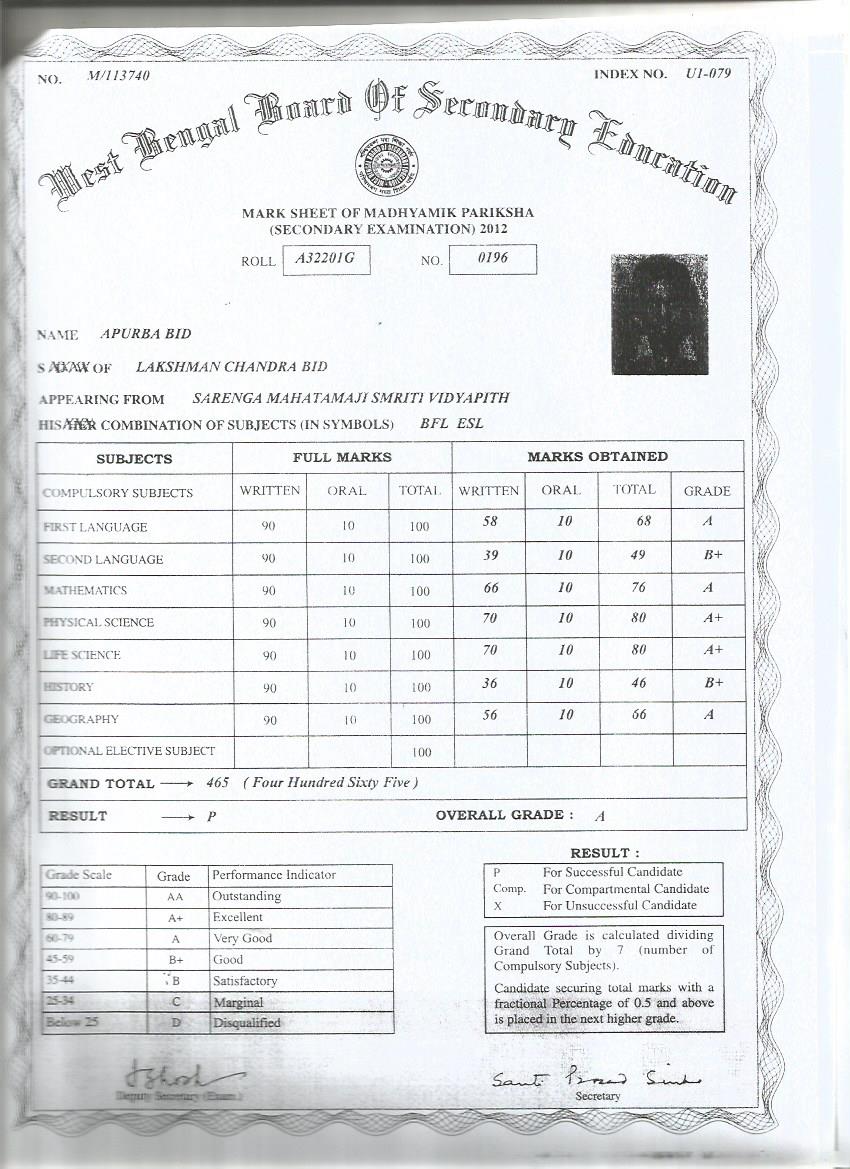 NO. M/113740 INDEX NO. U1-079
West Bengal Board Of Secondary Education
MARK SHEET OF MADHYAMIK PARIKSHA
(SECONDARY EXAMINATION) 2012
ROLL A32201G NO. 0196
NAME APURBA BID
S OF LAKSHMAN CHANDRA BID
APPEARING FROM SARENGA MAHATAMAJI SMRITI VIDYAPITH
HIS COMBINATION OF SUBJECTS (IN SYMBOLS) BFL ESL
SUBJECTS FULL MARKS MARKS OBTAINED
COMPULSORY SUBJECTS WRITTEN ORAL TOTAL WRITTEN ORAL TOTAL GRADE
FIRST LANGUAGE 90 10 100 58 10 68 A
SECOND LANGUAGE 90 10 100 39 10 49 B+
MATHEMATICS 90 10 100 66 10 76 A
PHYSICAL SCIENCE 90 10 100 70 10 80 A+
LIFE SCIENCE 90 10 100 70 10 80 A+
HISTORY 90 10 100 36 10 46 B+
GEOGRAPHY 90 10 100 56 10 66 A
OPTIONAL ELECTIVE SUBJECT 100
GRAND TOTAL → 465 (Four Hundred Sixty Five)
RESULT → P OVERALL GRADE : A
Grade Scale Grade Performance Indicator
90-100 AA Outstanding
80-89 A+ Excellent
60-79 A Very Good
45-59 B+ Good
35-44 B Satisfactory
25-34 C Marginal
Below 25 D Disqualified
RESULT :
P For Successful Candidate
Comp. For Compartmental Candidate
X For Unsuccessful Candidate
Overall Grade is calculated dividing
Grand Total by 7 (number of
Compulsory Subjects).
Candidate securing total marks with a
fractional Percentage of 0.5 and above
is placed in the next higher grade.
Deputy Secretary (Exam.)
Secretary